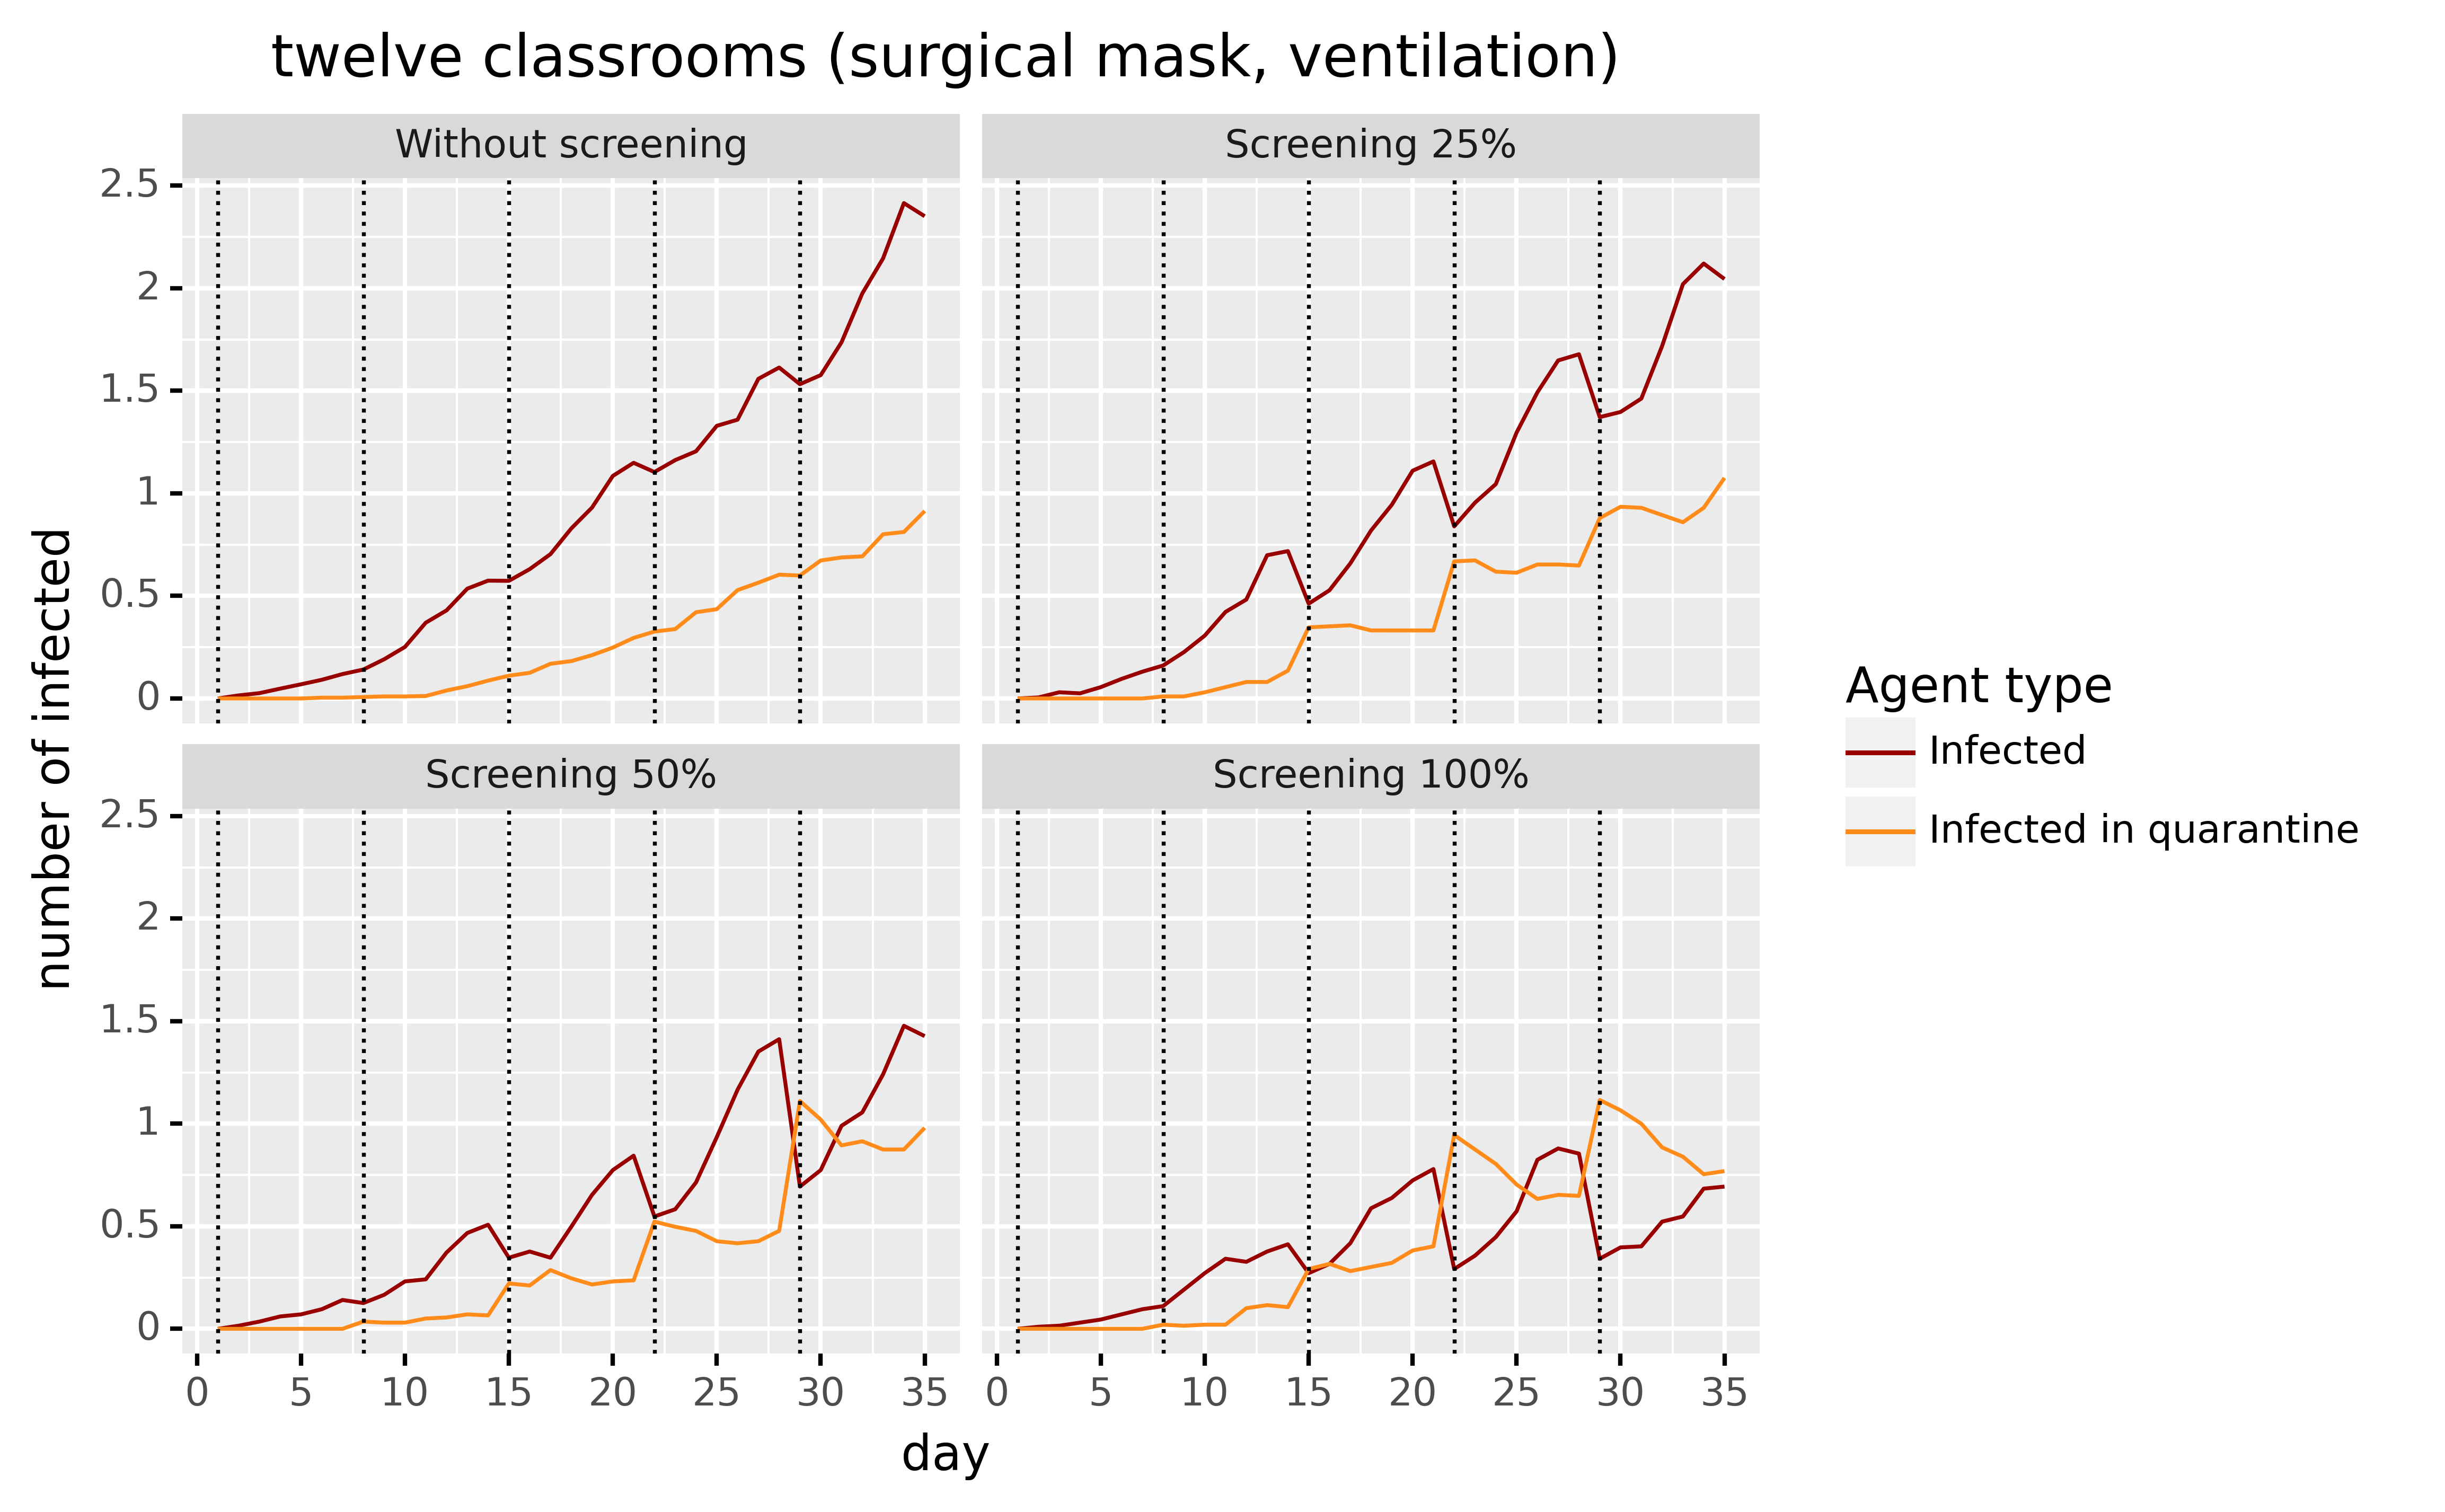 twelve classrooms (surgical mask, ventilation)
Without screening
Screening 25%
2.5
2
1.5
1
0.5
0
Screening 50%
Screening 100%
2.5
2
1.5
1
0.5
0
0 5 10 15 20 25 30 35
0 5 10 15 20 25 30 35
day
number of infected
Agent type
Infected
Infected in quarantine